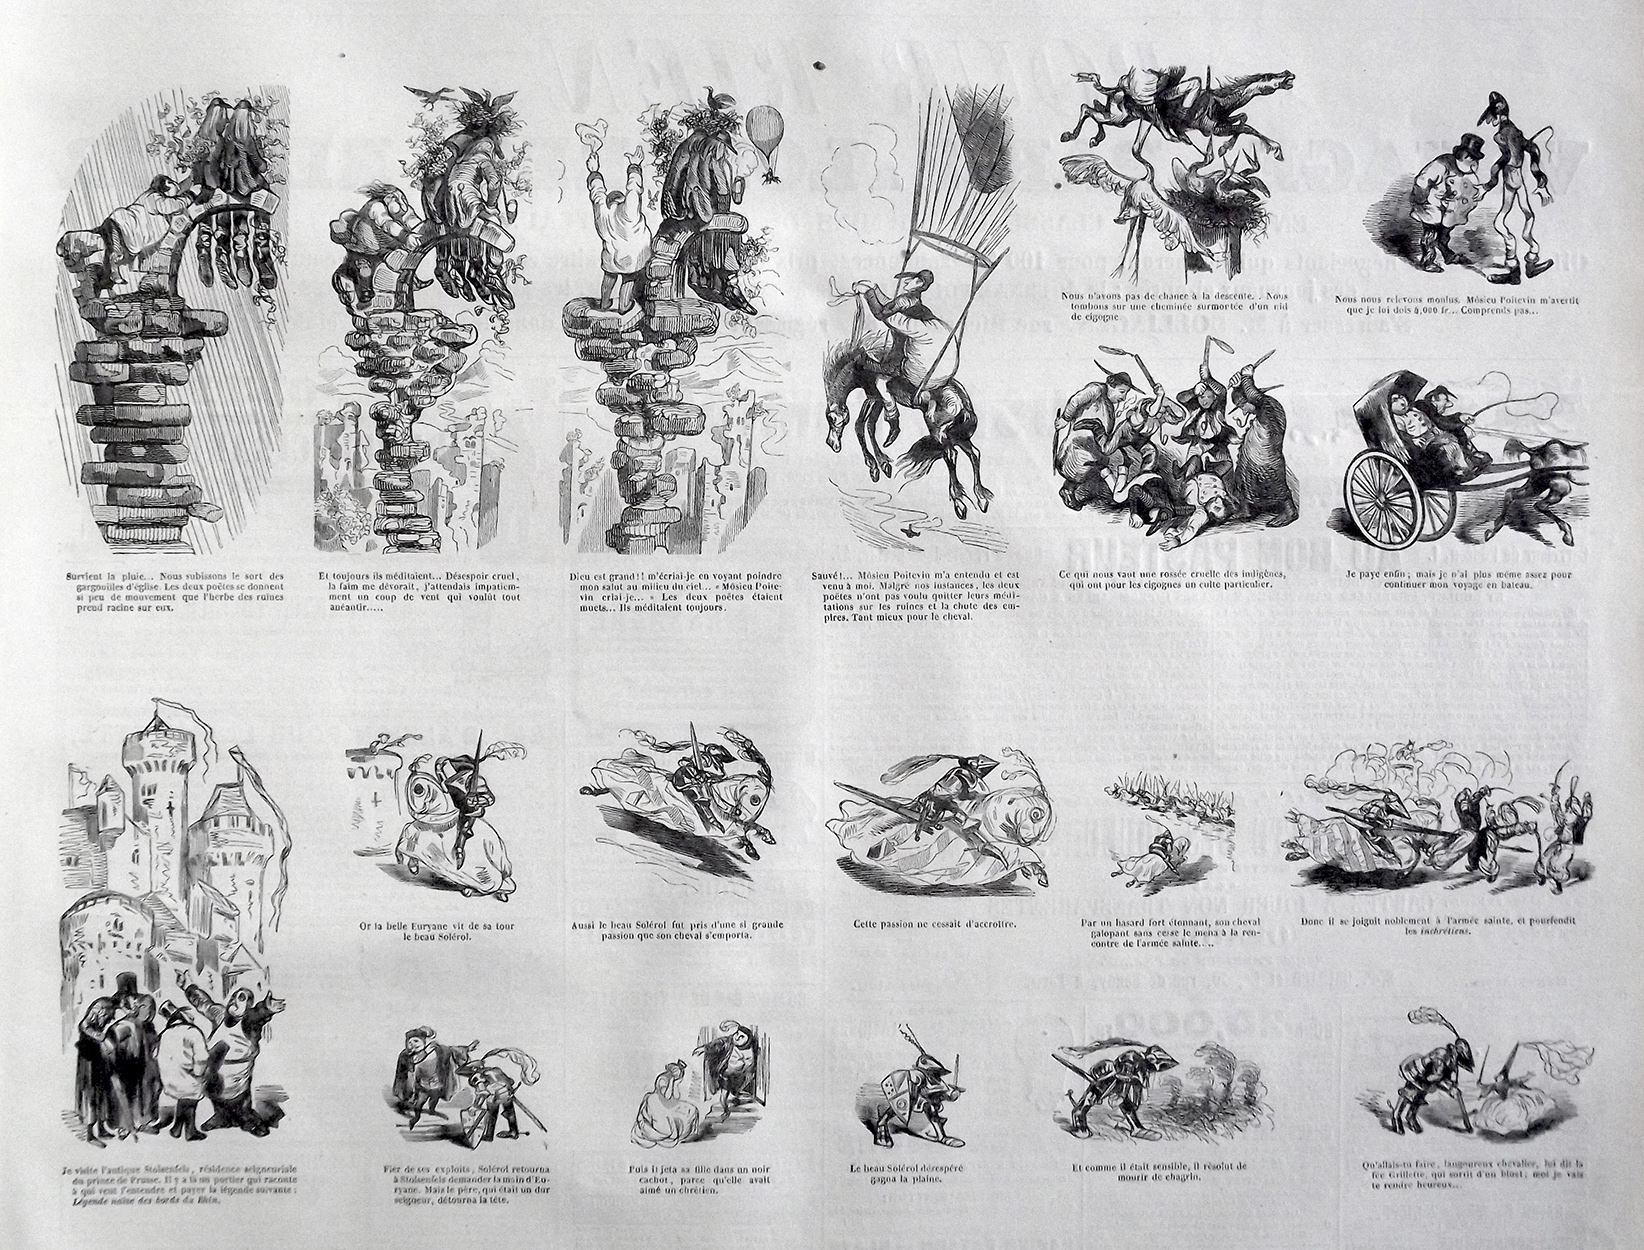 Survient la pluie... Nous subissons le sort des
gargouilles d'église. Les deux poëtes se donnent
si peu de mouvement que l'herbe des ruines
prend racine sur eux.
Et toujours ils méditaient... Désespoir cruel,
la faim me dévorait, j'attendais impatiem-
ment un coup de vent qui voulût tout
anéantir.....
Dieu est grand!! m'écriai-je en voyant poindre
mon salut au milieu du ciel... « Mösieu Poite-
vin criai-je... » Les deux poëtes étaient
muets... Ils méditaient toujours.
Sauvé!... Mösieu Poitevin m'a entendu et est
venu à moi. Malgré nos instances, les deux
poëtes n'ont pas voulu quitter leurs médi-
tations sur les ruines et la chute des em-
pires. Tant mieux pour le cheval.
Nous n'avons pas de chance à la descente. . Nous
tombons sur une cheminée surmortée d'un nid
de cigogne
Nous nous relevons moulus. Mösieu Poitevin m'avertit
que je lui dois 4,000 fr... Comprends pas...
Ce qui nous vaut une rossée cruelle des indigènes,
qui ont pour les cigognes un culte particulier.
Je paye enfin; mais je n'ai plus même assez pour
continuer mon voyage en bateau.
Je visite l'antique Stolsenfels, résidence seigneuriale
du prince de Prusse. Il y a là un portier qui raconte
à qui veut l'entendre et payer la légende suivante:
Légende naïve des bords du Rhin.
Or la belle Euryane vit de sa tour
le beau Solérol.
Aussi le beau Solérol fut pris d'une si grande
passion que son cheval s'emporta.
Cette passion ne cessait d'accroître.
Par un hasard fort étonnant, son cheval
galopant sans cesse le mena à la ren-
contre de l'armée sainte....
Donc il se joignit noblement à l'armée sainte, et pourfendit
les inchrétiens.
Fier de ses exploits, Solérol retourna
à Stolsenfels demander la main d'Eu-
ryane. Mais le père, qui était un dur
seigneur, détourna la tête.
Puis il jeta sa fille dans un noir
cachot, parce qu'elle avait
aimé un chrétien.
Le beau Solérol désespéré
gagna la plaine.
Et comme il était sensible, il résolut de
mourir de chagrin.
Qu'allais-tu faire, langoureux chevalier, lui dit la
fée Grillette, qui sortit d'un bluet; moi je vais
te rendre heureux...